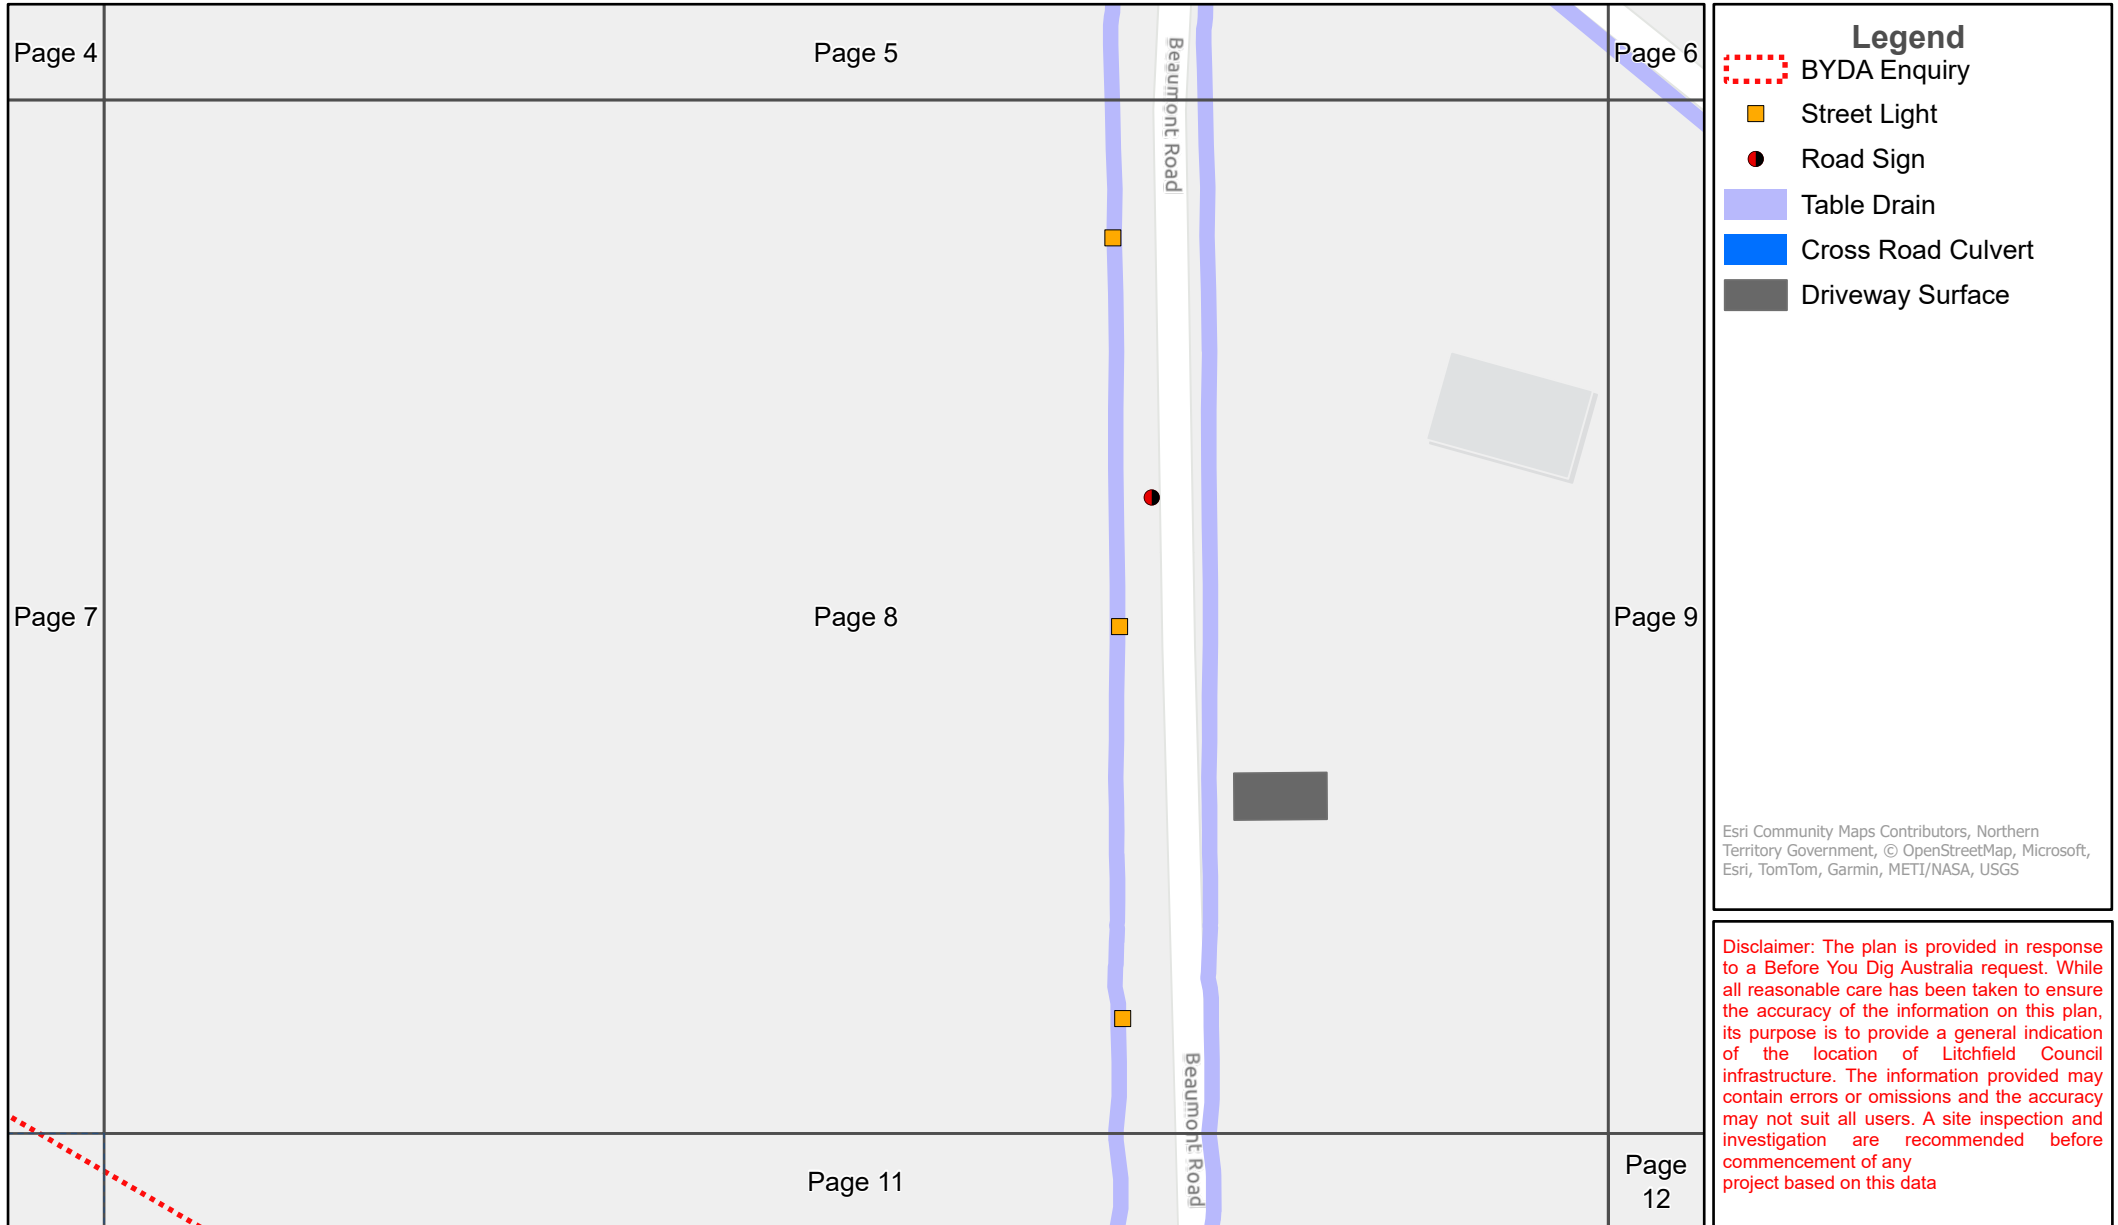 Page 4
Page 5
Page 6
Beaumont Road
Page 7
Page 8
Page 9
Beaumont Road
Page 11
Page
12
Legend
BYDA Enquiry
Street Light
Road Sign
Table Drain
Cross Road Culvert
Driveway Surface
Esri Community Maps Contributors, Northern
Territory Government, © OpenStreetMap, Microsoft,
Esri, TomTom, Garmin, METI/NASA, USGS
Disclaimer: The plan is provided in response
to a Before You Dig Australia request. While
all reasonable care has been taken to ensure
the accuracy of the information on this plan,
its purpose is to provide a general indication
of the location of Litchfield Council
infrastructure. The information provided may
contain errors or omissions and the accuracy
may not suit all users. A site inspection and
investigation are recommended before
commencement of any
project based on this data